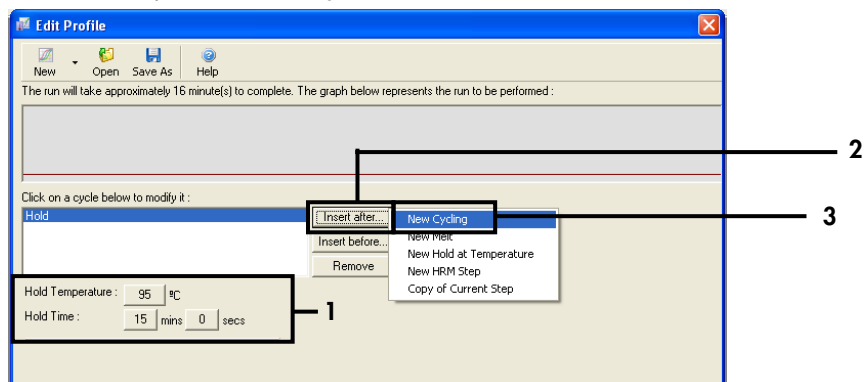 Edit Profile
New Open Save As Help
The run will take approximately 16 minute(s) to complete. The graph below represents the run to be performed :
2
Click on a cycle below to modify it :
Hold
Insert after...
New Cycling
3
Insert before...
New Melt
New Hold at Temperature
Remove
New HRM Step
Copy of Current Step
Hold Temperature : 95 ºC
1
Hold Time : 15 mins 0 secs